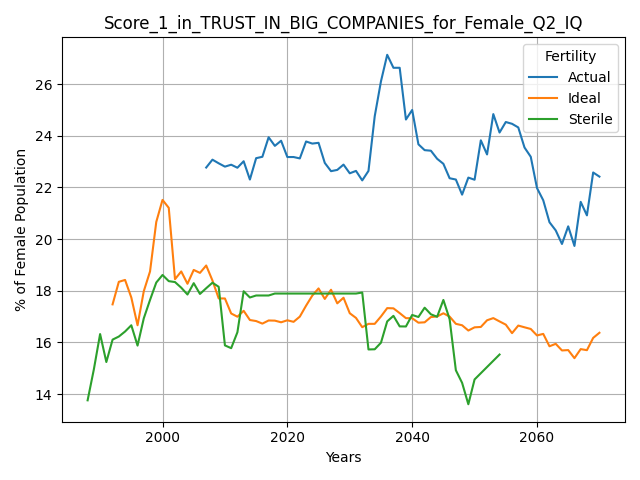 Score_1_in_TRUST_IN_BIG_COMPANIES_for_Female_Q2_IQ
Fertility
Actual
Ideal
Sterile
% of Female Population
26
24
22
20
18
16
14
2000
2020
2040
2060
Years